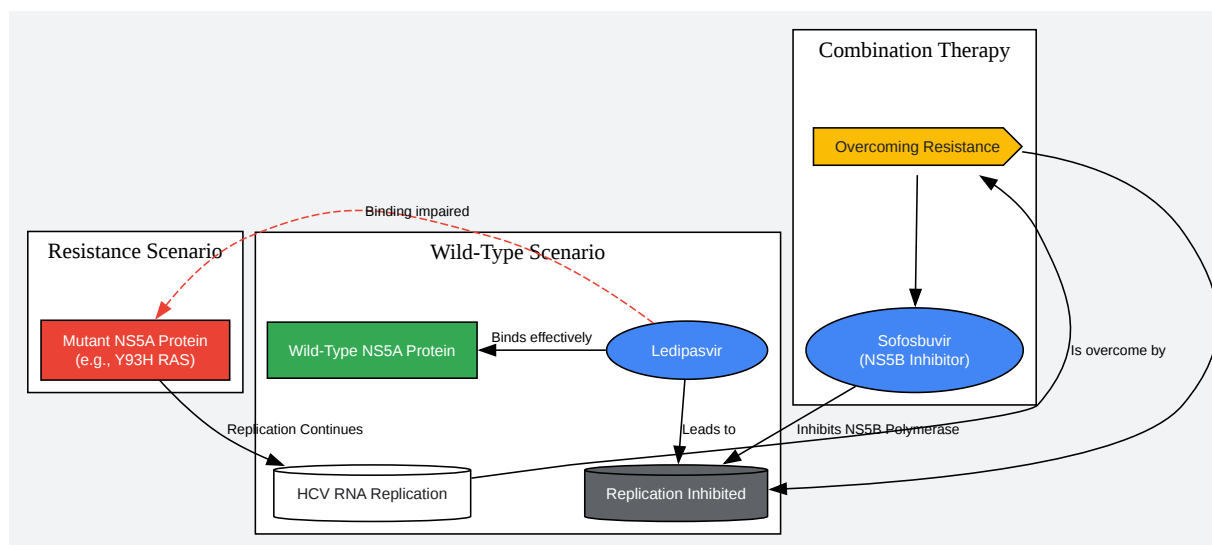 Combination Therapy
Overcoming Resistance
Binding impaired
Resistance Scenario
Wild-Type Scenario
Mutant NS5A Protein
(e.g., Y93H RAS)
Wild-Type NS5A Protein
Binds effectively
Ledipasvir
Sofosbuvir
(NS5B Inhibitor)
Is overcome by
Replication Continues
Leads to
Inhibits NS5B Polymerase
HCV RNA Replication
Replication Inhibited